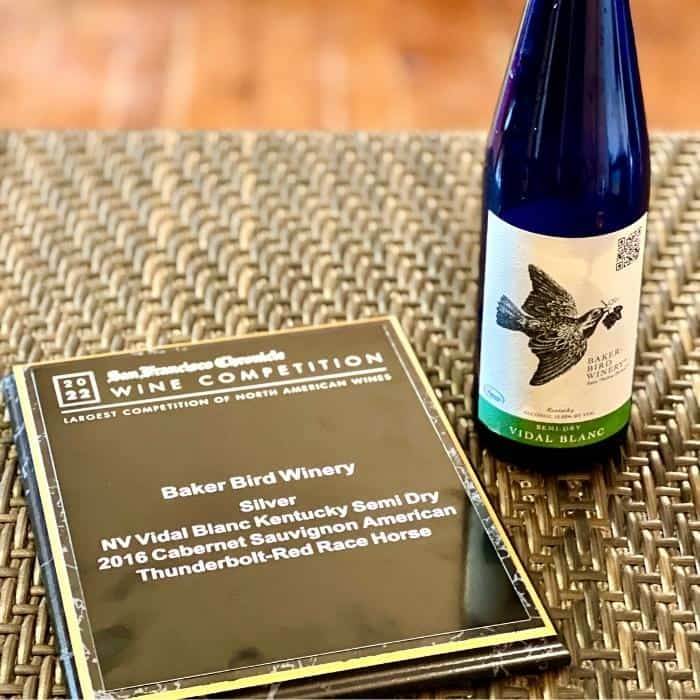 2022
San Francisco Chronicle
WINE COMPETITION
LARGEST COMPETITION OF NORTH AMERICAN WINES
Baker Bird Winery
Silver
NV Vidal Blanc Kentucky Semi Dry
2016 Cabernet Sauvignon American
Thunderbolt-Red Race Horse
BAKER-
BIRD
WINERY
Kentucky
SEMI-DRY
VIDAL BLANC